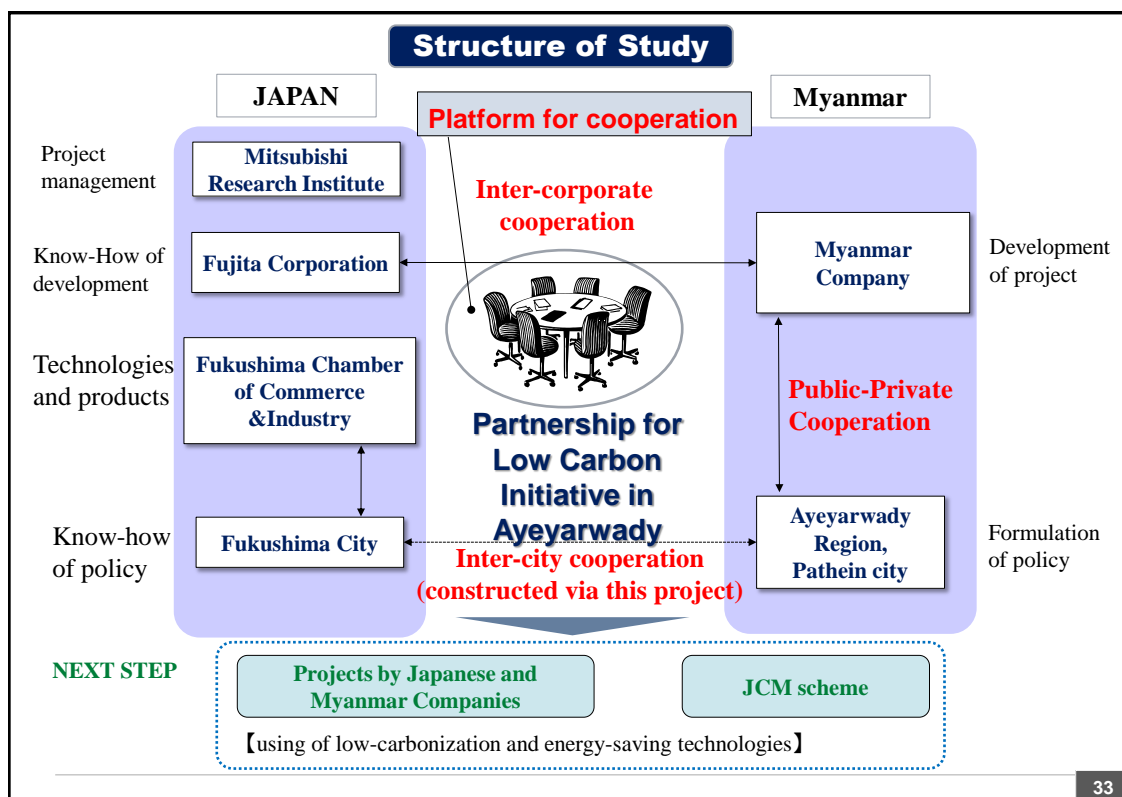 Structure of Study
JAPAN
Myanmar
Platform for cooperation
Project
management
Mitsubishi
Research Institute
Inter-corporate
cooperation
Know-How of
development
Fujita Corporation
Myanmar
Company
Development
of project
Technologies
and products
Fukushima Chamber
of Commerce
&Industry
Public-Private
Cooperation
Partnership for
Low Carbon
Initiative in
Ayeyarwady
Know-how
of policy
Fukushima City
Inter-city cooperation
(constructed via this project)
Ayeyarwady
Region,
Pathein city
Formulation
of policy
NEXT STEP
Projects by Japanese and
Myanmar Companies
JCM scheme
【using of low-carbonization and energy-saving technologies】
33